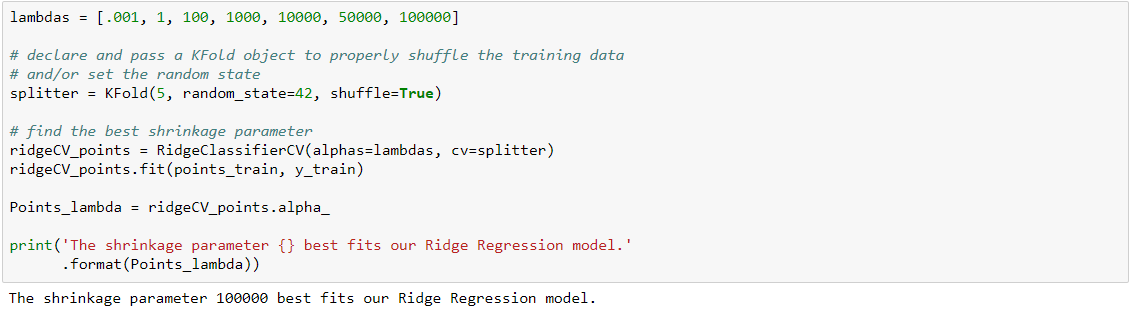 lambdas = [.001, 1, 100, 1000, 10000, 50000, 100000]
# declare and pass a KFold object to properly shuffle the training data
# and/or set the random state
splitter = KFold(5, random_state=42, shuffle=True)
# find the best shrinkage parameter
ridgeCV_points = RidgeClassifierCV(alphas=lambdas, cv=splitter)
ridgeCV_points.fit(points_train, y_train)
Points_lambda = ridgeCV_points.alpha_
print('The shrinkage parameter {} best fits our Ridge Regression model.'
.format(Points_lambda))
The shrinkage parameter 100000 best fits our Ridge Regression model.